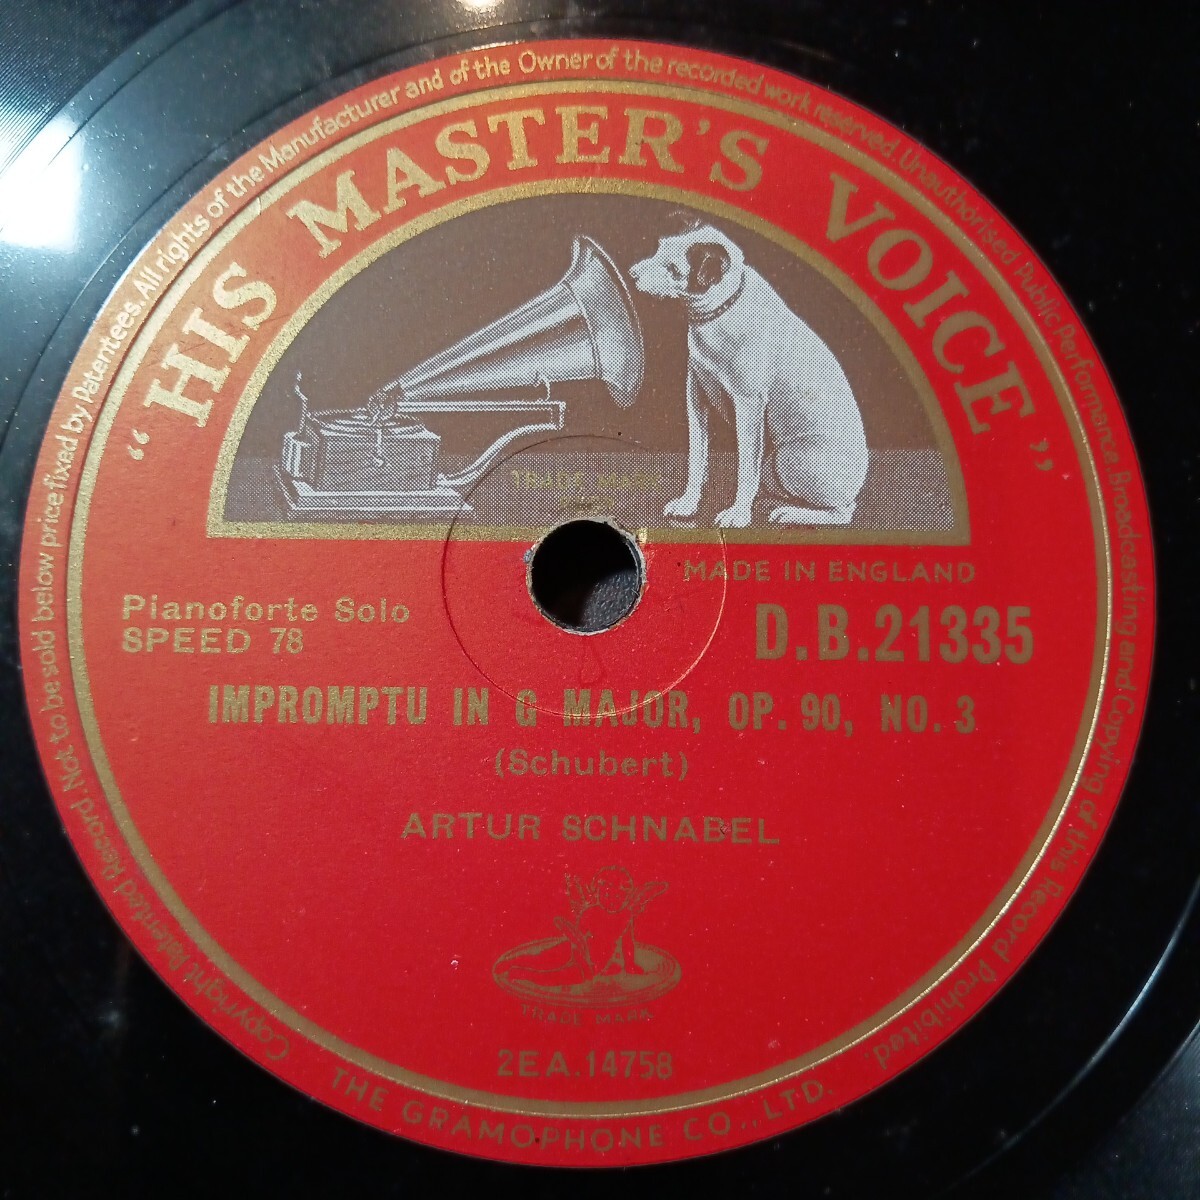 Copyright Patented Record. Not to be sold below price fixed by Patentees. All rights of the Manufacturer and of the Owner of the recorded work reserved. Unauthorised Public Performance. Broadcasting and Copying of this Record Prohibited.
"HIS MASTER'S VOICE"
TRADE MARK
MADE IN ENGLAND
Pianoforte Solo
SPEED 78
D.B.21335
IMPROMPTU IN G MAJOR, OP. 90, NO. 3
(Schubert)
ARTUR SCHNABEL
TRADE MARK
2EA.14758
THE GRAMOPHONE CO., LTD.